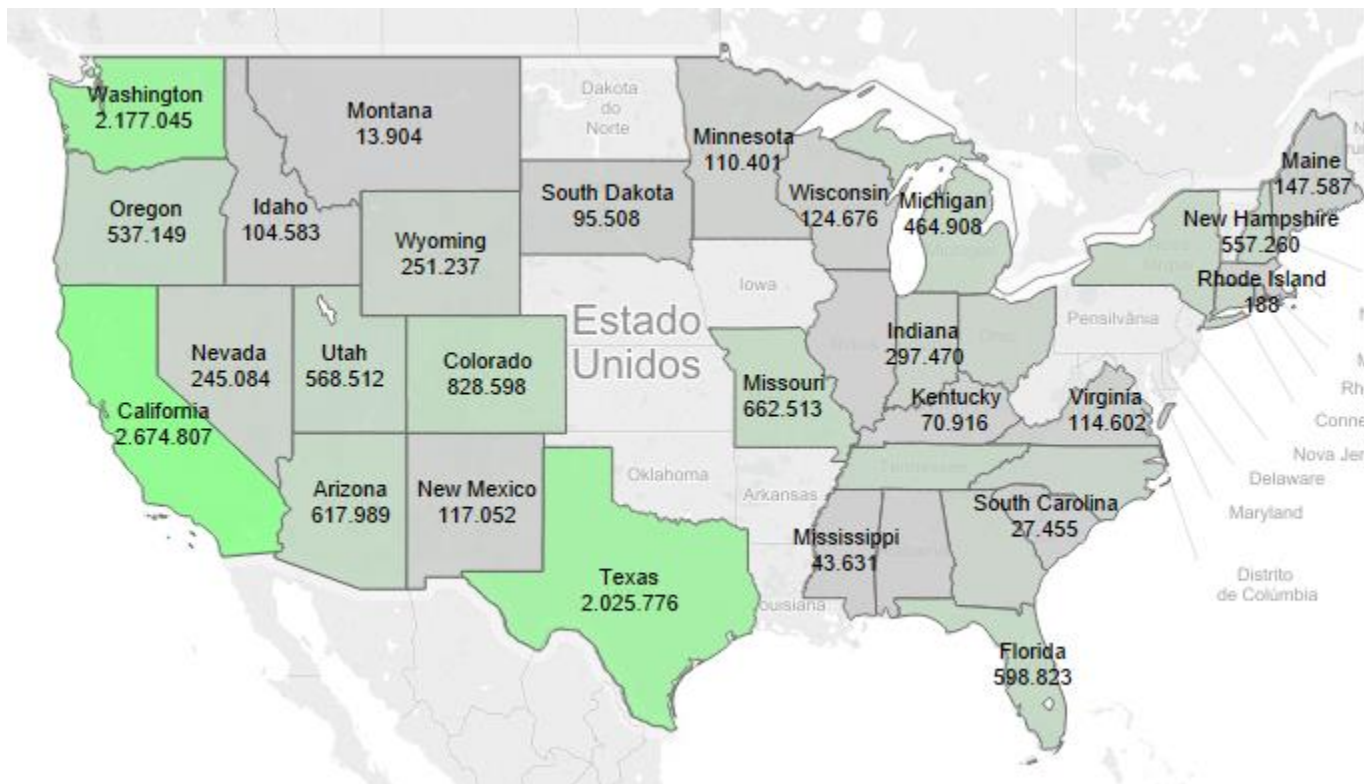 Washington
2.177.045
Montana
13.904
Dakota
do
Norte
Minnesota
110.401
Oregon
537.149
Idaho
104.583
South Dakota
95.508
Wisconsin
124.676
Michigan
464.908
Maine
147.587
New Hampshire
557.260
Wyoming
251.237
Rhode Island
188
Iowa
Pensilvânia
Estado
Unidos
Nevada
245.084
Utah
568.512
Colorado
828.598
Indiana
297.470
Missouri
662.513
Kentucky
70.916
Virginia
114.602
California
2.674.807
Arizona
617.989
New Mexico
117.052
Oklahoma
Arkansas
Tennessee
South Carolina
27.455
Mississippi
43.631
Texas
2.025.776
ouisiana
Florida
598.823
Rh
Conne
Nova Jer
Delaware
Maryland
Distrito
de Colúmbia